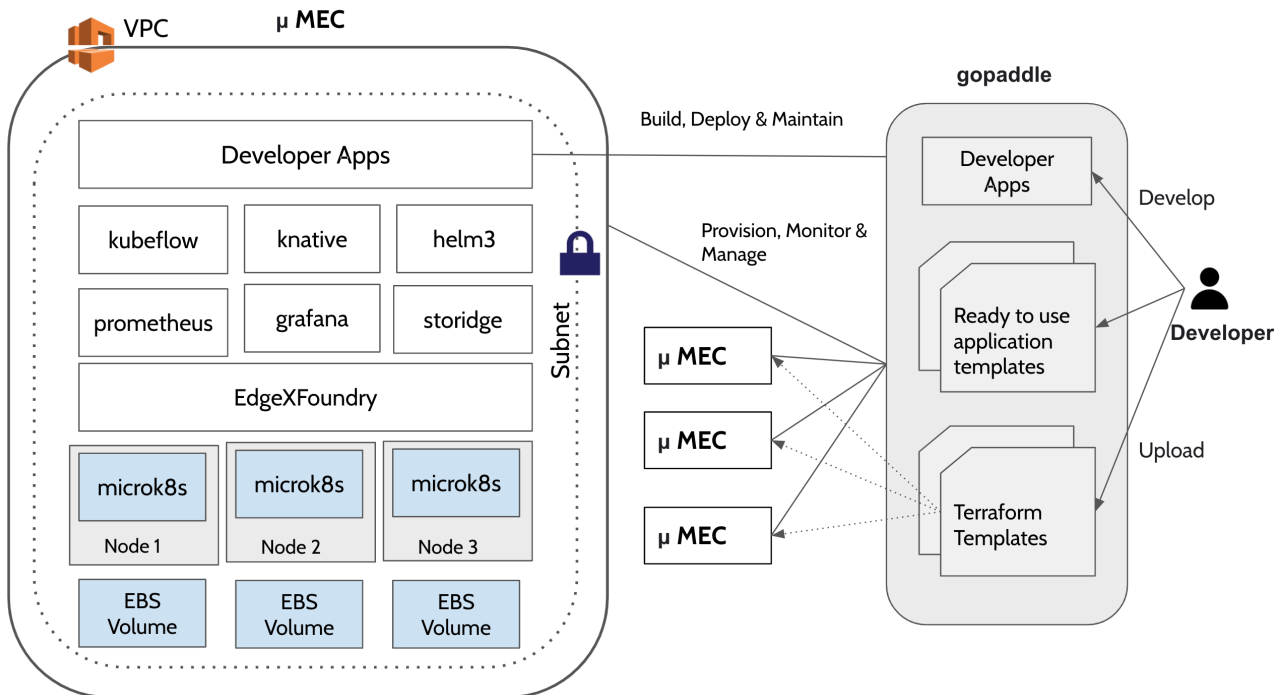 VPC
µ MEC
Developer Apps
kubeflow
knative
helm3
prometheus
grafana
storidge
EdgeXFoundry
microk8s
microk8s
microk8s
Node 1
Node 2
Node 3
EBS
Volume
EBS
Volume
EBS
Volume
Subnet
Build, Deploy & Maintain
Provision, Monitor &
Manage
µ MEC
µ MEC
µ MEC
gopaddle
Developer
Apps
Ready to use
application
templates
Terraform
Templates
Develop
Developer
Upload